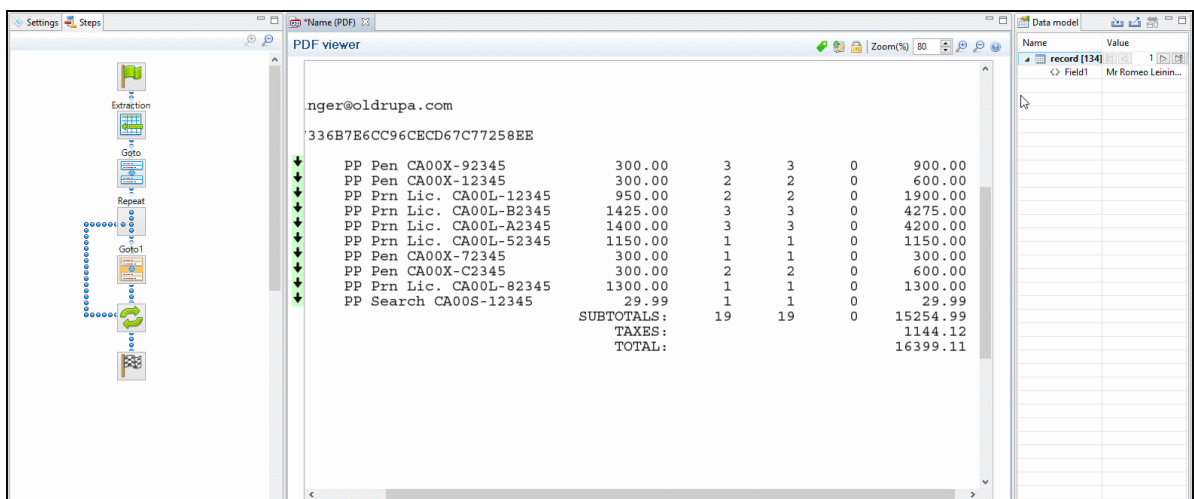 Settings Steps
*Name (PDF)
Data model
PDF viewer
Zoom(%) 80
Name Value
record [134] 1
Field1 Mr Romeo Leinin...
Extraction
Goto
Repeat
Goto1
nger@oldrupa.com
336B7E6CC96CECD67C77258EE
PP Pen CA00X-92345 300.00 3 3 0 900.00
PP Pen CA00X-12345 300.00 2 2 0 600.00
PP Prn Lic. CA00L-12345 950.00 2 2 0 1900.00
PP Prn Lic. CA00L-B2345 1425.00 3 3 0 4275.00
PP Prn Lic. CA00L-A2345 1400.00 3 3 0 4200.00
PP Prn Lic. CA00L-52345 1150.00 1 1 0 1150.00
PP Pen CA00X-72345 300.00 1 1 0 300.00
PP Pen CA00X-C2345 300.00 2 2 0 600.00
PP Prn Lic. CA00L-82345 1300.00 1 1 0 1300.00
PP Search CA00S-12345 29.99 1 1 0 29.99
SUBTOTALS: 19 19 0 15254.99
TAXES: 1144.12
TOTAL: 16399.11